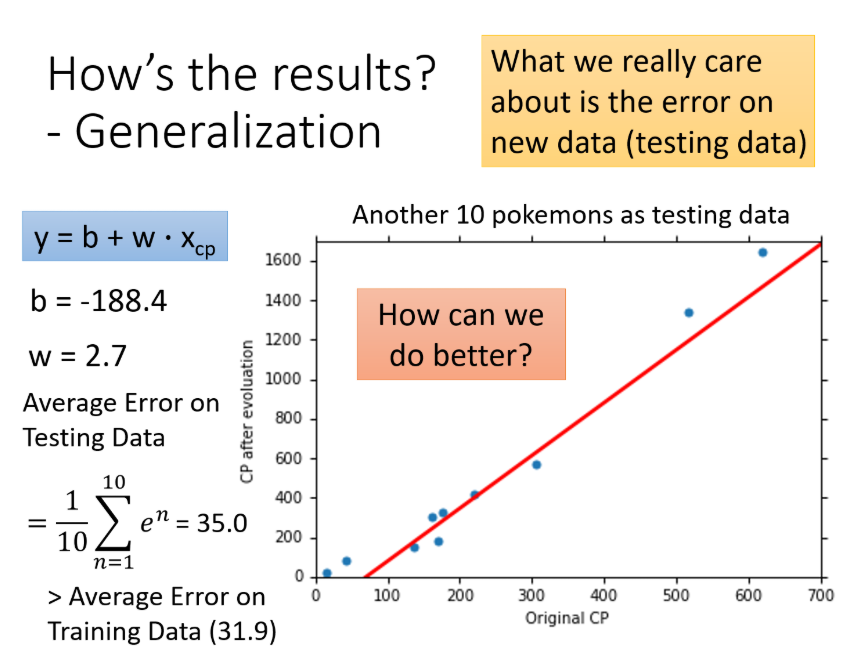 How's the results?
- Generalization
What we really care
about is the error on
new data (testing data)
y = b + w · x_cp
b = -188.4
w = 2.7
Average Error on
Testing Data
= \frac{1}{10} \sum_{n=1}^{10} e^n = 35.0
> Average Error on
Training Data (31.9)
Another 10 pokemons as testing data
How can we
do better?
CP after evoluation
1600
1400
1200
1000
800
600
400
200
0
0 100 200 300 400 500 600 700
Original CP